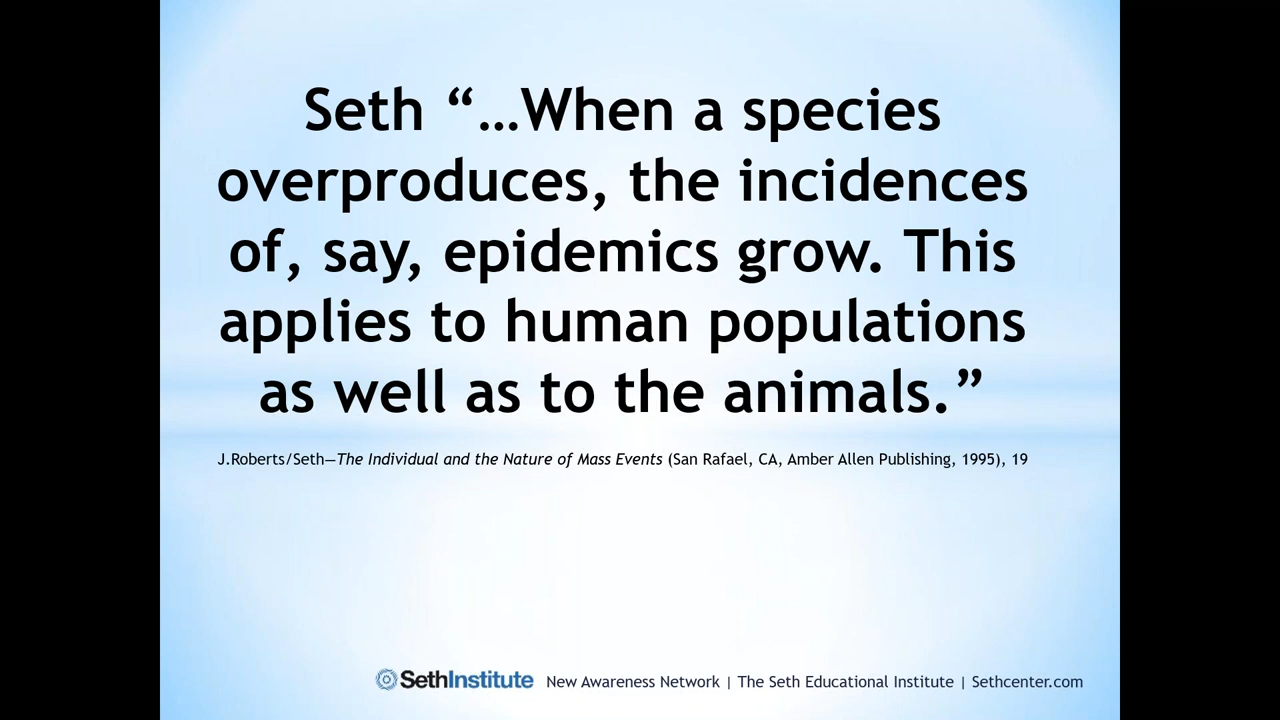 Seth “…When a species
overproduces, the incidences
of, say, epidemics grow. This
applies to human populations
as well as to the animals.”
J.Roberts/Seth—The Individual and the Nature of Mass Events (San Rafael, CA, Amber Allen Publishing, 1995), 19
SethInstitute New Awareness Network | The Seth Educational Institute | Sethcenter.com